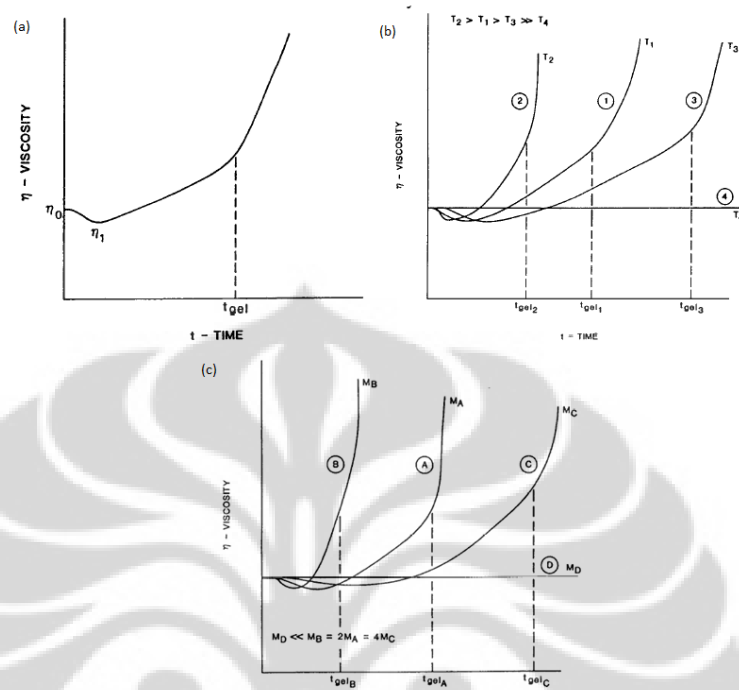 (a)
η - VISCOSITY
η0
η1
tgel
t - TIME
(b)
T2 > T1 > T3 ≫ T4
η - VISCOSITY
T2
T1
T3
2
1
3
4
tgel2
tgel1
tgel3
t - TIME
(c)
η - VISCOSITY
MB
MA
MC
B
A
C
D
MD
MD ≪ MB = 2MA = 4MC
tgelB
tgelA
tgelC